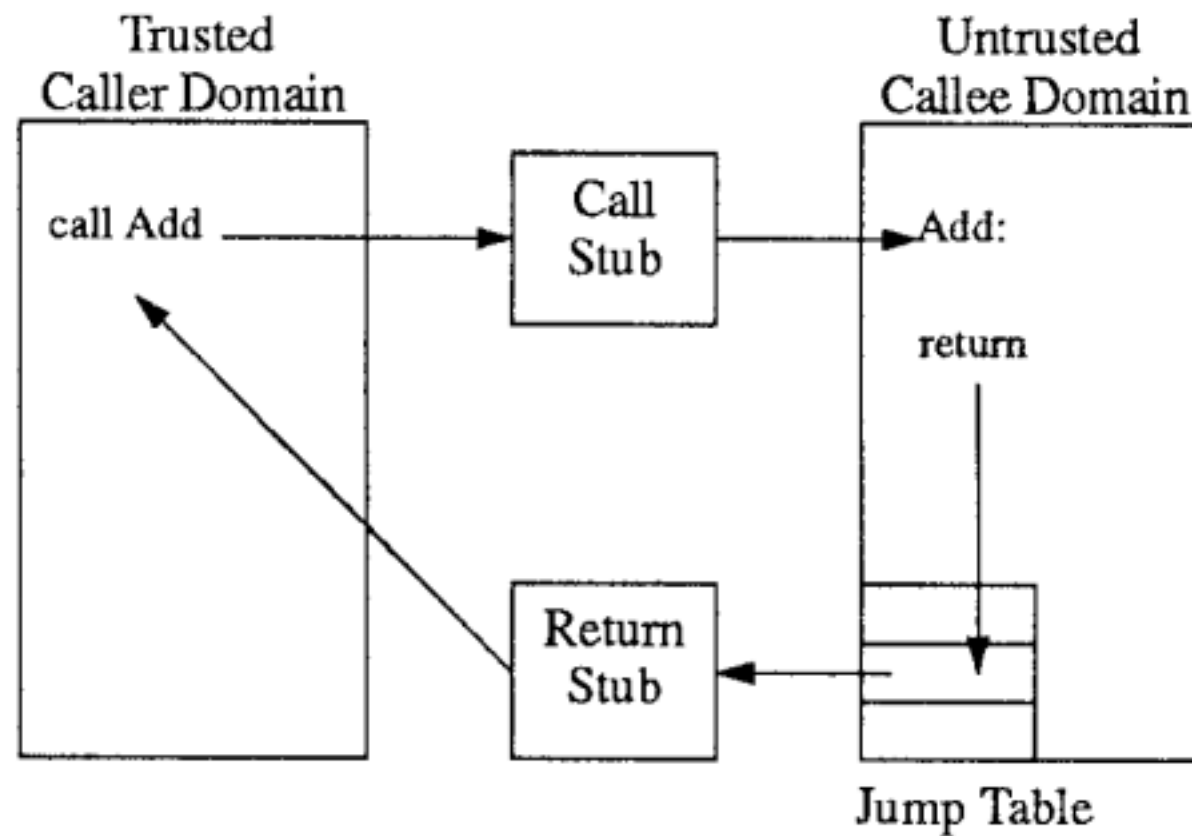 Trusted
Caller Domain
Untrusted
Callee Domain
call Add
Call
Stub
Add:
return
Return
Stub
Jump Table